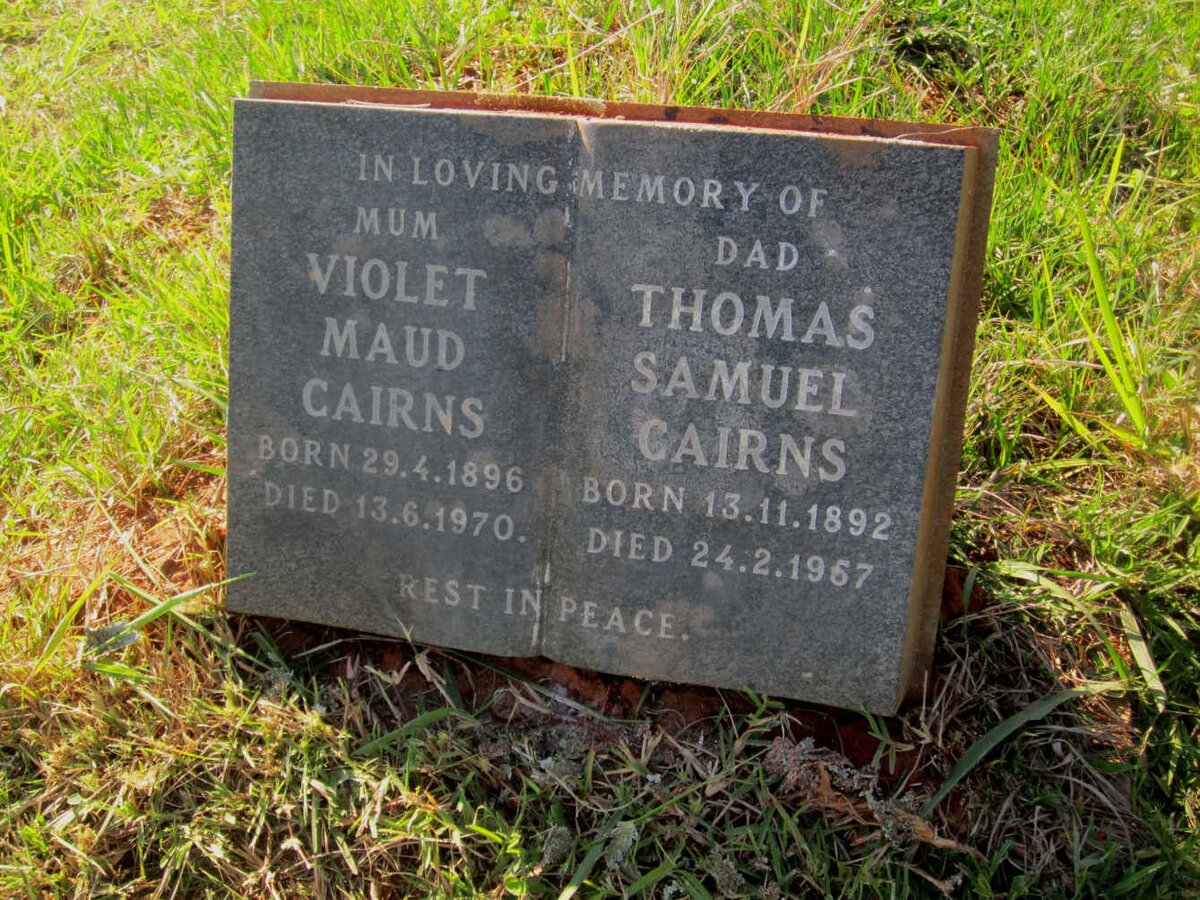 IN LOVING MEMORY OF
MUM
VIOLET
MAUD
CAIRNS
BORN 29.4.1896
DIED 13.6.1970.
DAD
THOMAS
SAMUEL
CAIRNS
BORN 13.11.1892
DIED 24.2.1967
REST IN PEACE.